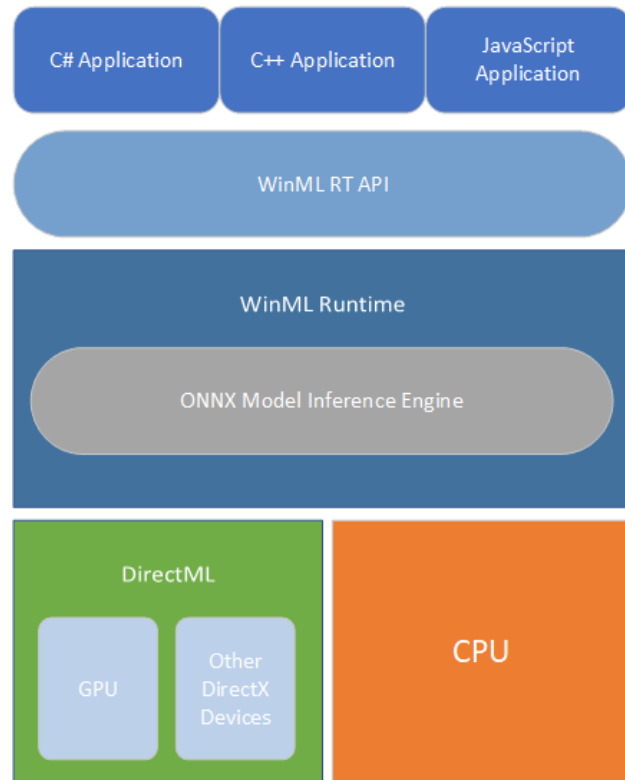 C# Application
C++ Application
JavaScript
Application
WinML RT API
WinML Runtime
ONNX Model Inference Engine
DirectML
GPU
Other
DirectX
Devices
CPU